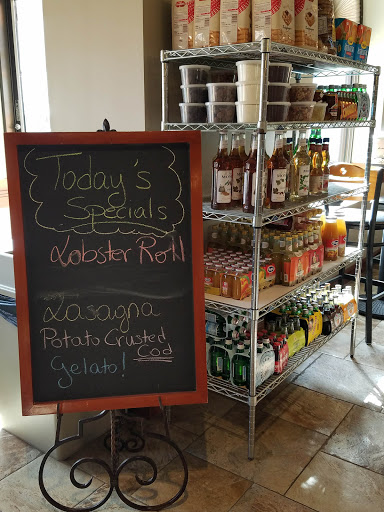 Today's
Specials
Lobster Roll
Lasagna
Potato Crusted
Cod
Gelato!